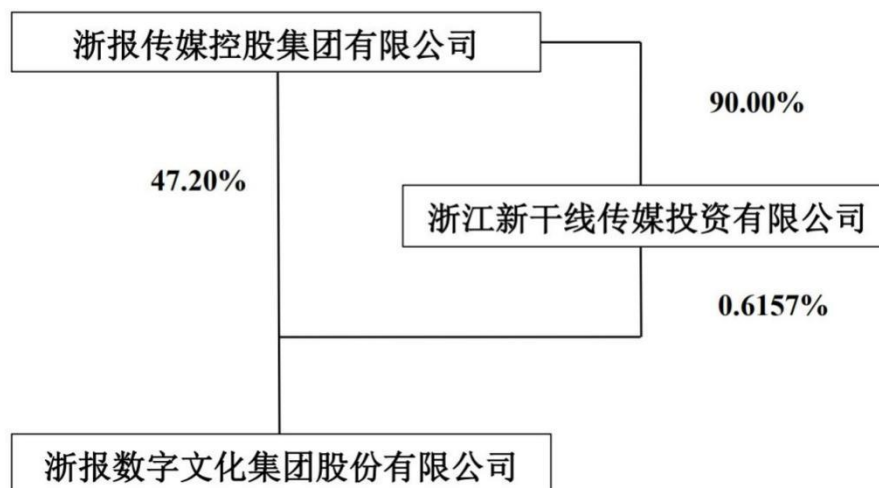 浙报传媒控股集团有限公司
90.00%
47.20%
浙江新干线传媒投资有限公司
0.6157%
浙报数字文化集团股份有限公司